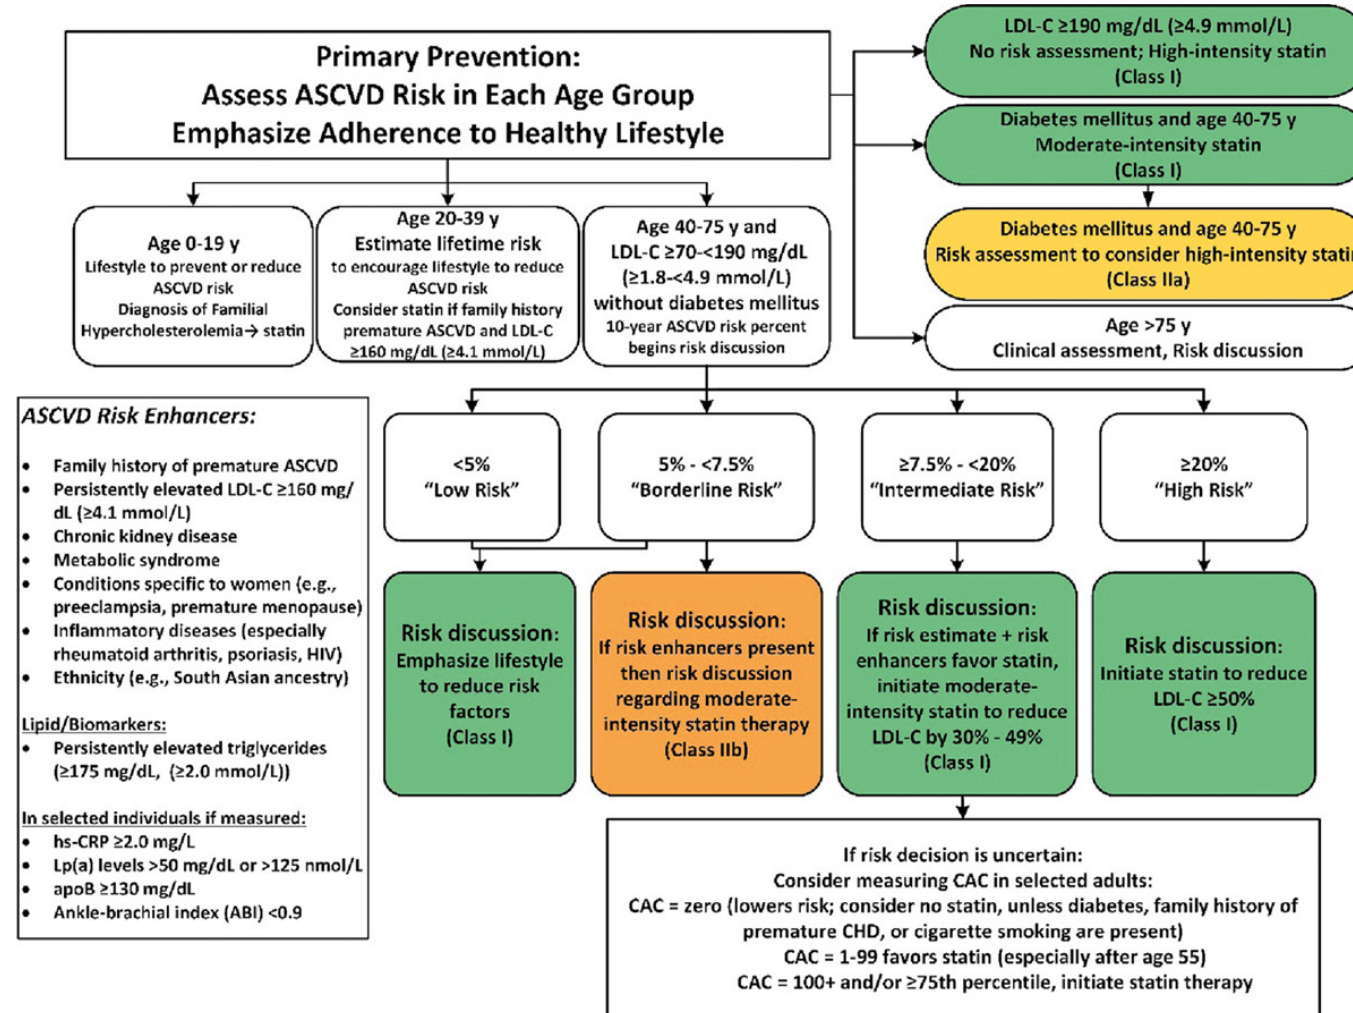 Primary Prevention:
Assess ASCVD Risk in Each Age Group
Emphasize Adherence to Healthy Lifestyle
LDL-C ≥190 mg/dL (≥4.9 mmol/L)
No risk assessment; High-intensity statin
(Class I)
Diabetes mellitus and age 40-75 y
Moderate-intensity statin
(Class I)
Diabetes mellitus and age 40-75 y
Risk assessment to consider high-intensity statin
(Class IIa)
Age >75 y
Clinical assessment, Risk discussion
Age 0-19 y
Lifestyle to prevent or reduce
ASCVD risk
Diagnosis of Familial
Hypercholesterolemia→ statin
Age 20-39 y
Estimate lifetime risk
to encourage lifestyle to reduce
ASCVD risk
Consider statin if family history
premature ASCVD and LDL-C
≥160 mg/dL (≥4.1 mmol/L)
Age 40-75 y and
LDL-C ≥70-<190 mg/dL
(≥1.8-<4.9 mmol/L)
without diabetes mellitus
10-year ASCVD risk percent
begins risk discussion
ASCVD Risk Enhancers:
• Family history of premature ASCVD
• Persistently elevated LDL-C ≥160 mg/
dL (≥4.1 mmol/L)
• Chronic kidney disease
• Metabolic syndrome
• Conditions specific to women (e.g.,
preeclampsia, premature menopause)
• Inflammatory diseases (especially
rheumatoid arthritis, psoriasis, HIV)
• Ethnicity (e.g., South Asian ancestry)
Lipid/Biomarkers:
• Persistently elevated triglycerides
(≥175 mg/dL, (≥2.0 mmol/L))
In selected individuals if measured:
• hs-CRP ≥2.0 mg/L
• Lp(a) levels >50 mg/dL or >125 nmol/L
• apoB ≥130 mg/dL
• Ankle-brachial index (ABI) <0.9
<5%
“Low Risk”
5% - <7.5%
“Borderline Risk”
≥7.5% - <20%
“Intermediate Risk”
≥20%
“High Risk”
Risk discussion:
Emphasize lifestyle
to reduce risk
factors
(Class I)
Risk discussion:
If risk enhancers present
then risk discussion
regarding moderate-
intensity statin therapy
(Class IIb)
Risk discussion:
If risk estimate + risk
enhancers favor statin,
initiate moderate-
intensity statin to reduce
LDL-C by 30% - 49%
(Class I)
Risk discussion:
Initiate statin to reduce
LDL-C ≥50%
(Class I)
If risk decision is uncertain:
Consider measuring CAC in selected adults:
CAC = zero (lowers risk; consider no statin, unless diabetes, family history of
premature CHD, or cigarette smoking are present)
CAC = 1-99 favors statin (especially after age 55)
CAC = 100+ and/or ≥75th percentile, initiate statin therapy